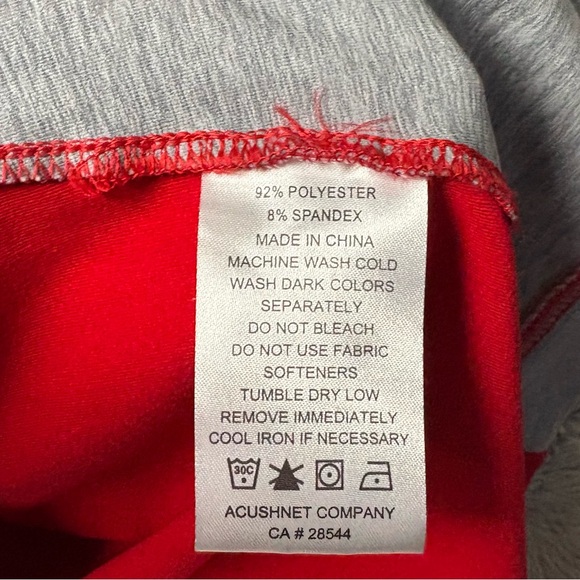 92% POLYESTER
8% SPANDEX
MADE IN CHINA
MACHINE WASH COLD
WASH DARK COLORS
SEPARATELY
DO NOT BLEACH
DO NOT USE FABRIC
SOFTENERS
TUMBLE DRY LOW
REMOVE IMMEDIATELY
COOL IRON IF NECESSARY
30C
ACUSHNET COMPANY
CA # 28544